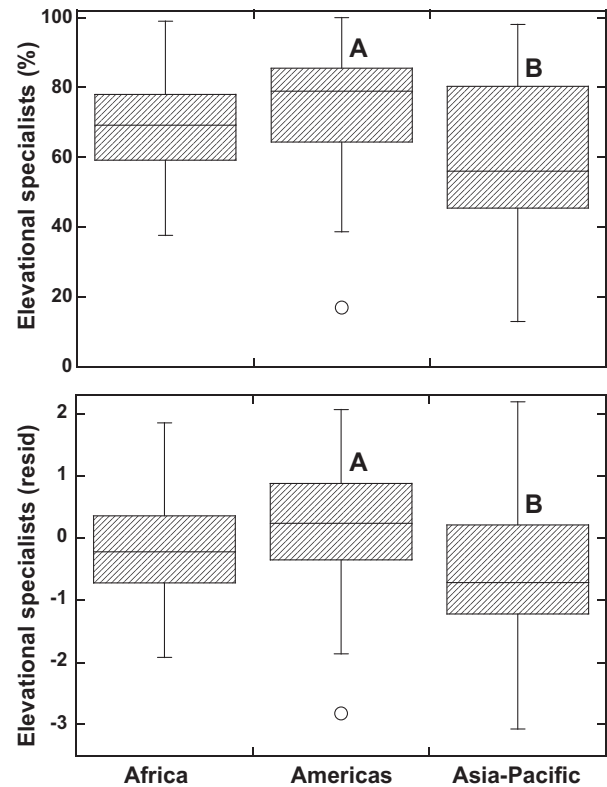 Elevational specialists (%)
100
80
60
40
20
0
A
B
Elevational specialists (resid)
2
1
0
-1
-2
-3
A
B
Africa
Americas
Asia-Pacific